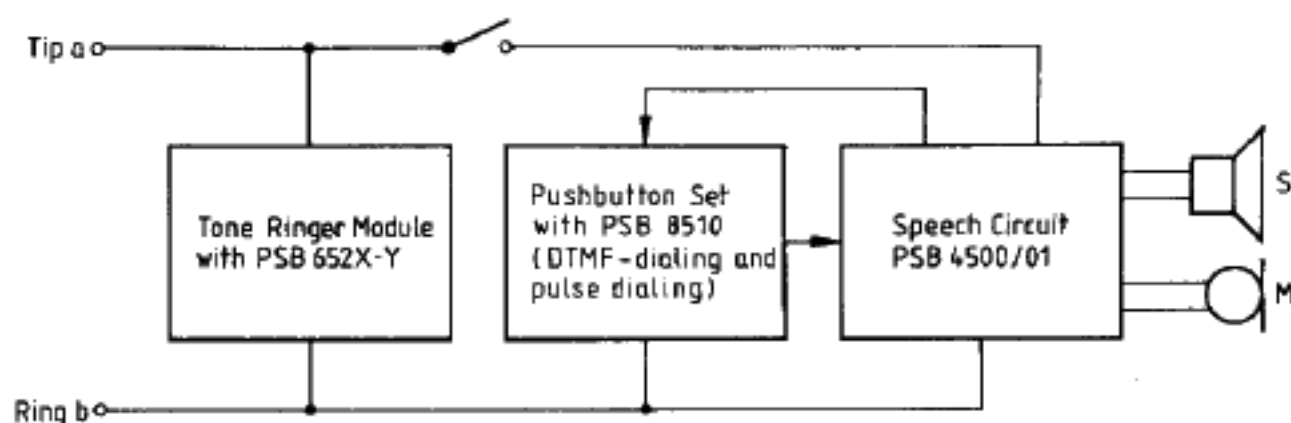 Tip a
Tone Ringer Module
with PSB 652X-Y
Pushbutton Set
with PSB 8510
(DTMF-dialing and
pulse dialing)
Speech Circuit
PSB 4500/01
S
M
Ring b